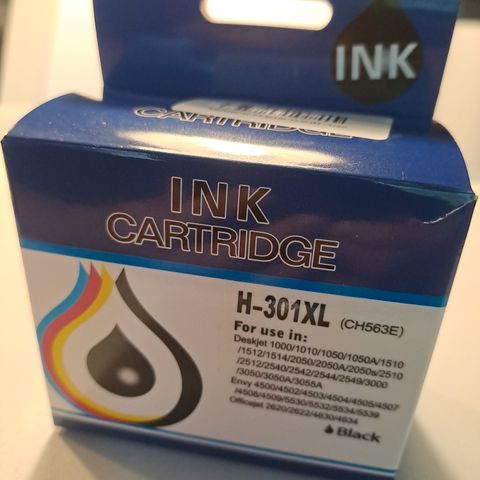 INK
CARTRIDGE
INK
CARTRIDGE
H-301XL (CH563E)
For use in:
Deskjet 1000/1010/1050/1050A/1510
/1512/1514/2050/2050A/2050s/2510
/2512/2540/2542/2544/2549/3000
/3050/3050A/3055A
Envy 4500/4502/4503/4504/4505/4507
/4508/4509/5530/5532/5534/5539
Officejet 2620/2622/4630/4634
Black